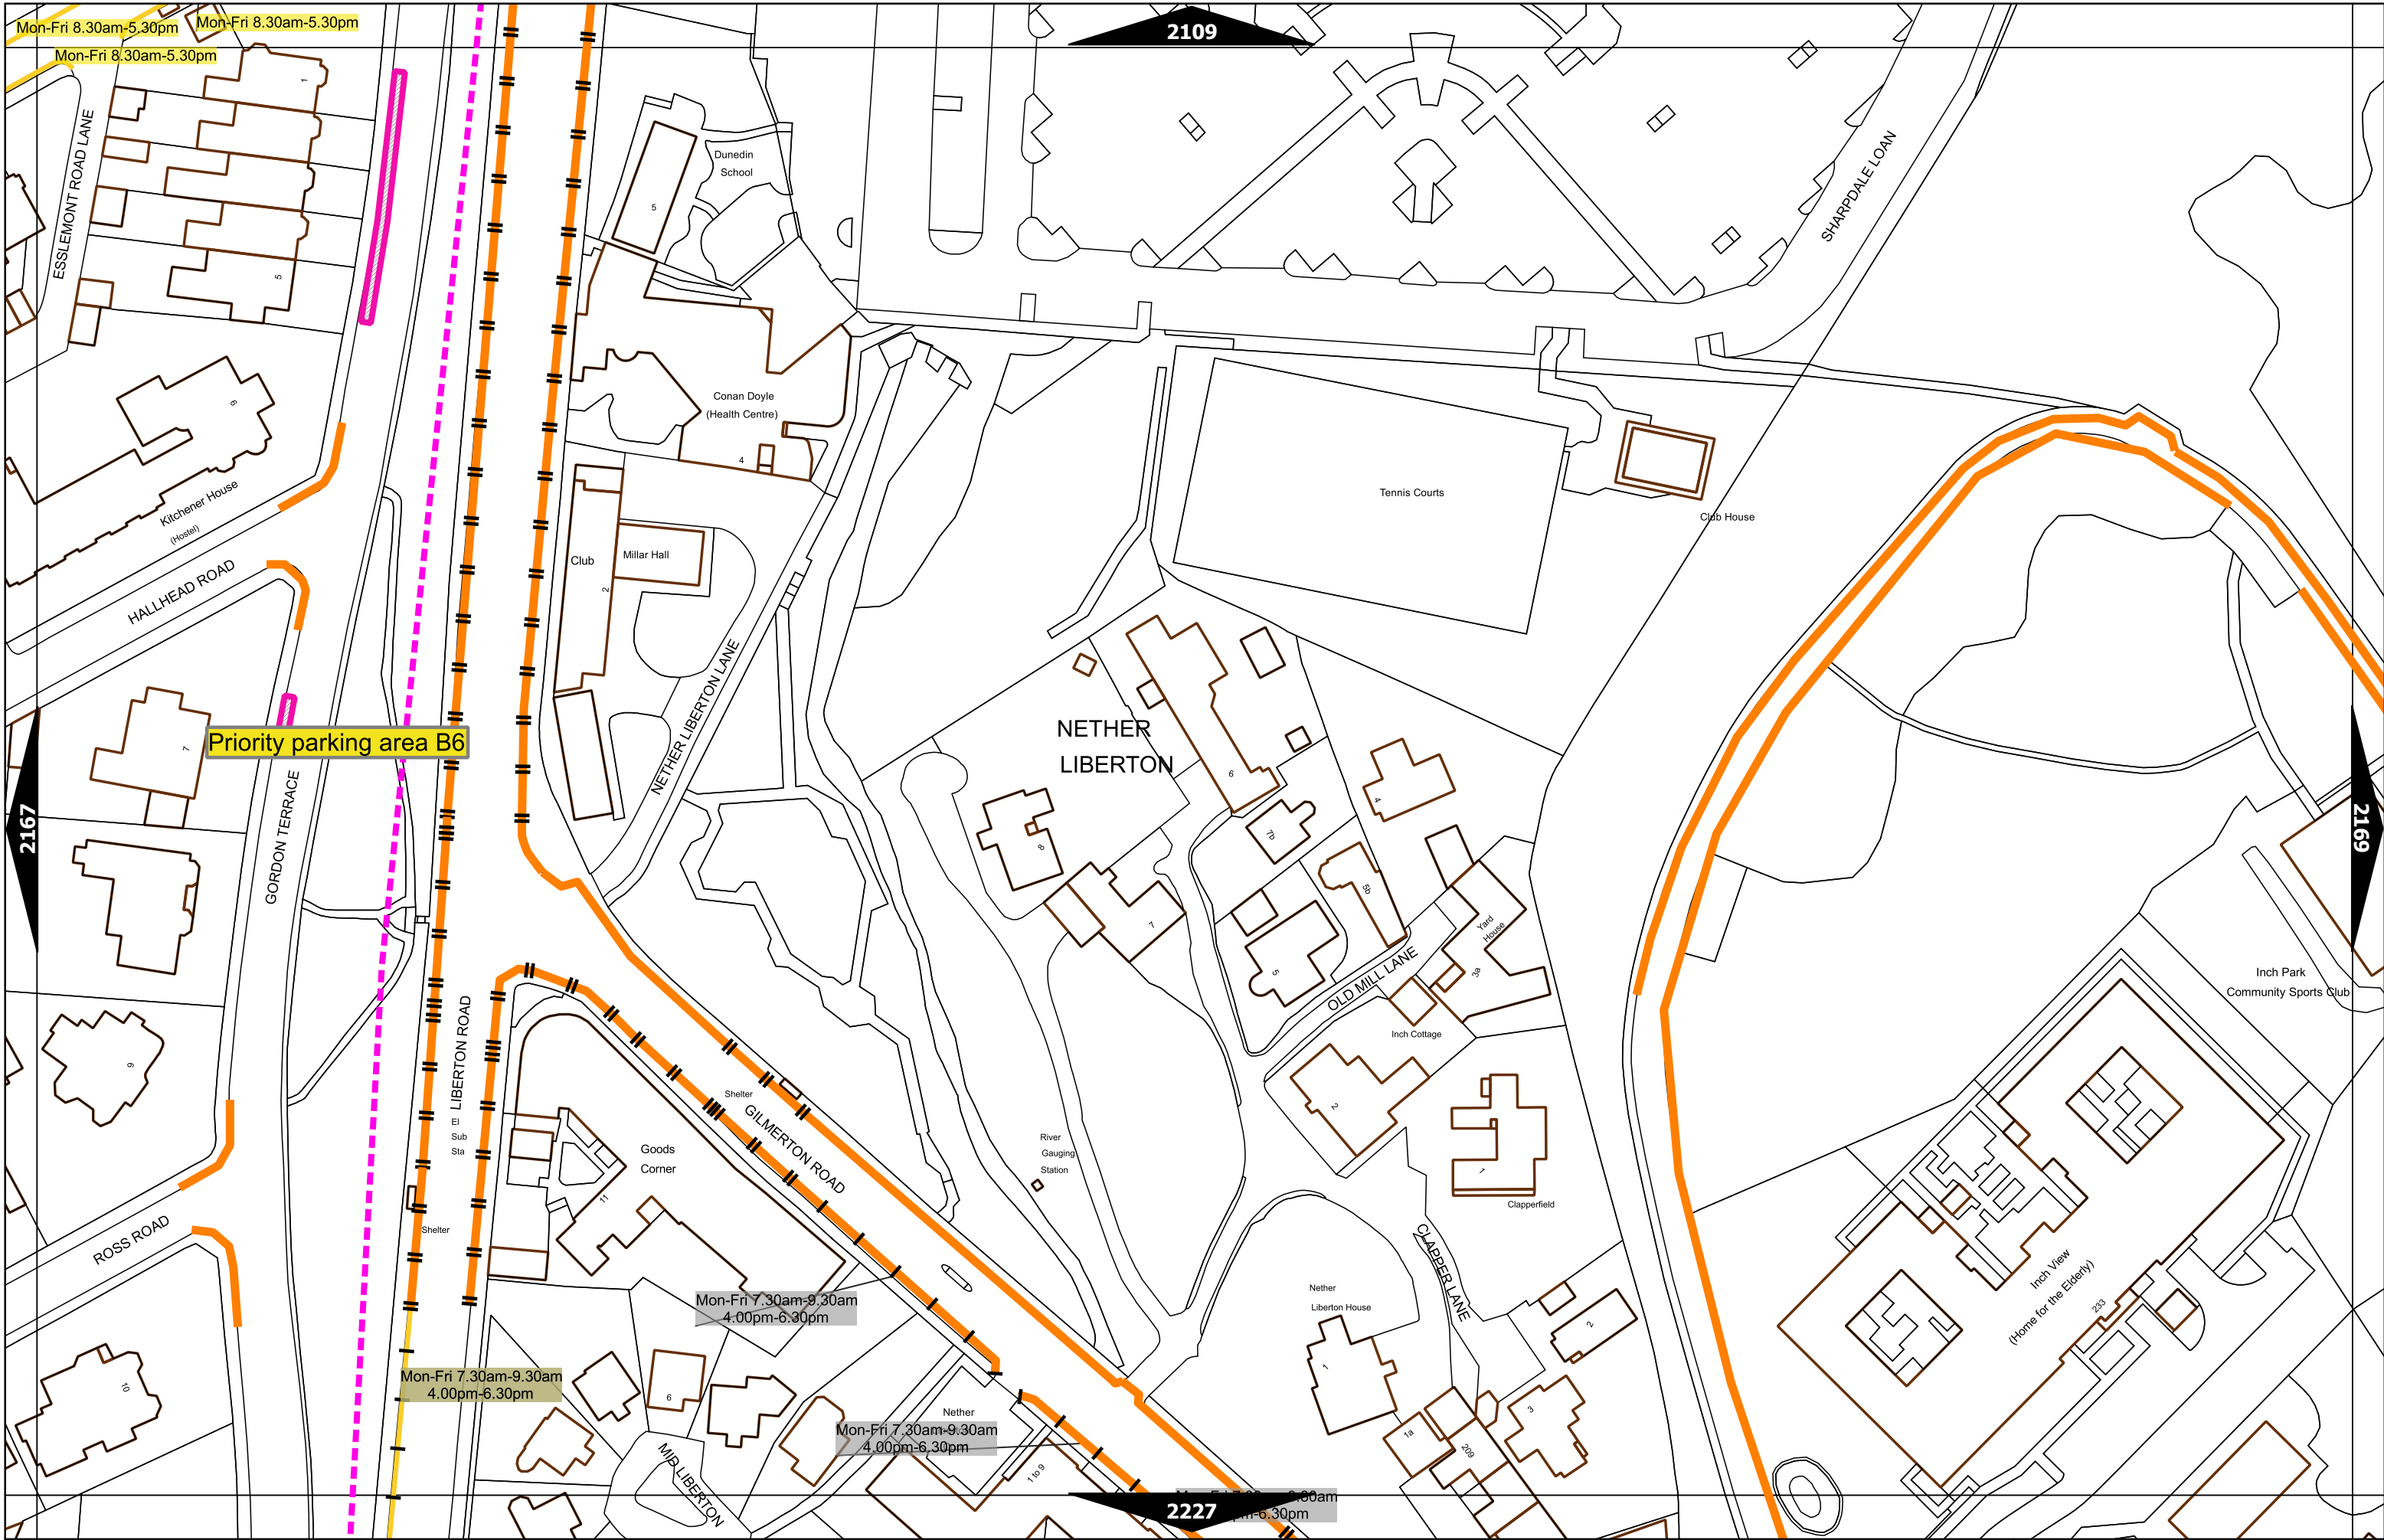 Mon-Fri 8.30am-5.30pm
Mon-Fri 8.30am-5.30pm
Mon-Fri 8.30am-5.30pm
2109
1
ESSLEMONT ROAD LANE
5
Dunedin
School
5
SHARPDALE LOAN
6
Kitchener House
(Hostel)
Conan Doyle
(Health Centre)
4
Tennis Courts
Club House
HALLHEAD ROAD
Club
Millar Hall
2
NETHER LIBERTON LANE
NETHER
LIBERTON
Priority parking area B6
7
GORDON TERRACE
2167
2169
6
4
7b
8
7
5b
5
Yard
House
3a
OLD MILL LANE
Inch Cottage
Inch Park
Community Sports Club
9
LIBERTON ROAD
El
Sub
Sta
Shelter
Shelter
GILMERTON ROAD
Goods
Corner
11
River
Gauging
Station
2
1
Clapperfield
CLAPPER LANE
ROSS ROAD
Mon-Fri 7.30am-9.30am
4.00pm-6.30pm
Nether
Liberton House
1
2
Inch View
(Home for the Elderly)
233
10
Mon-Fri 7.30am-9.30am
4.00pm-6.30pm
6
Nether
Mon-Fri 7.30am-9.30am
4.00pm-6.30pm
1 to 9
MID LIBERTON
1a
209
3
2227
6.30pm